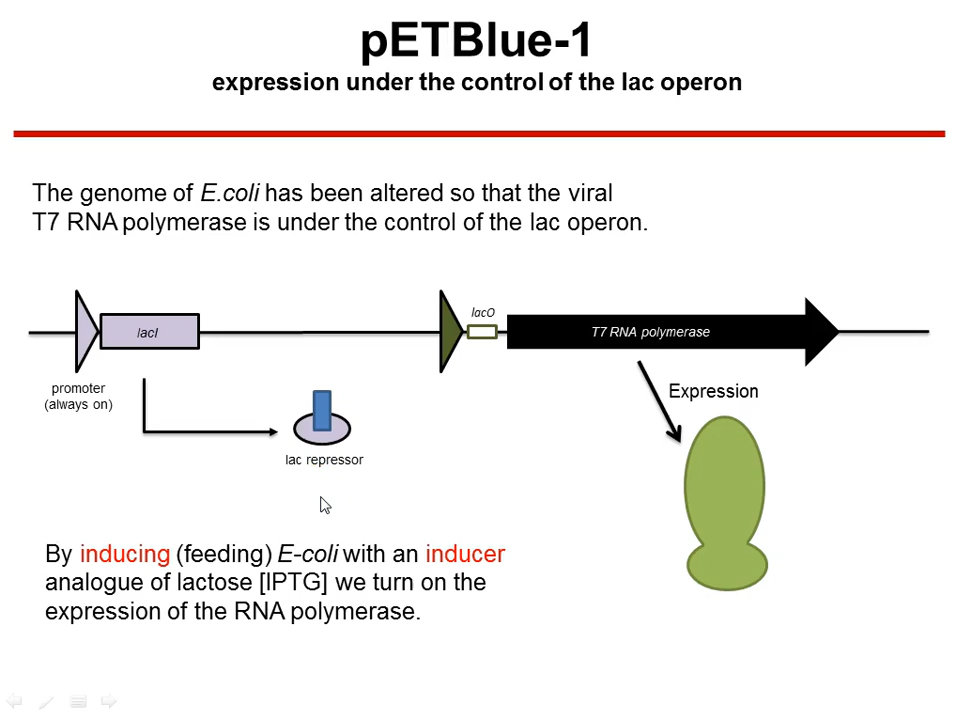 pETBlue-1
expression under the control of the lac operon
The genome of E.coli has been altered so that the viral
T7 RNA polymerase is under the control of the lac operon.
lacI
lacO
T7 RNA polymerase
promoter
(always on)
lac repressor
Expression
By inducing (feeding) E-coli with an inducer
analogue of lactose [IPTG] we turn on the
expression of the RNA polymerase.